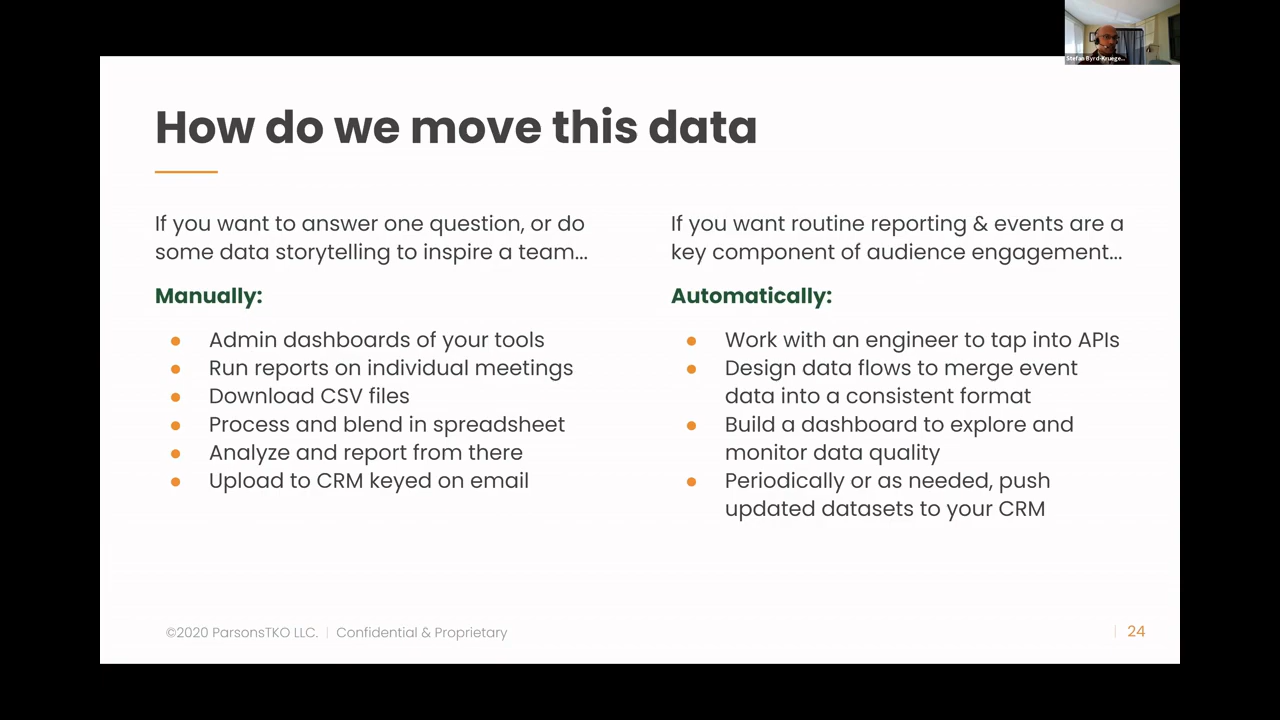 Stefan Byrd-Kruege...
How do we move this data
If you want to answer one question, or do
some data storytelling to inspire a team...
Manually:
● Admin dashboards of your tools
● Run reports on individual meetings
● Download CSV files
● Process and blend in spreadsheet
● Analyze and report from there
● Upload to CRM keyed on email
If you want routine reporting & events are a
key component of audience engagement...
Automatically:
● Work with an engineer to tap into APIs
● Design data flows to merge event
data into a consistent format
● Build a dashboard to explore and
monitor data quality
● Periodically or as needed, push
updated datasets to your CRM
©2020 ParsonsTKO LLC. | Confidential & Proprietary
| 24